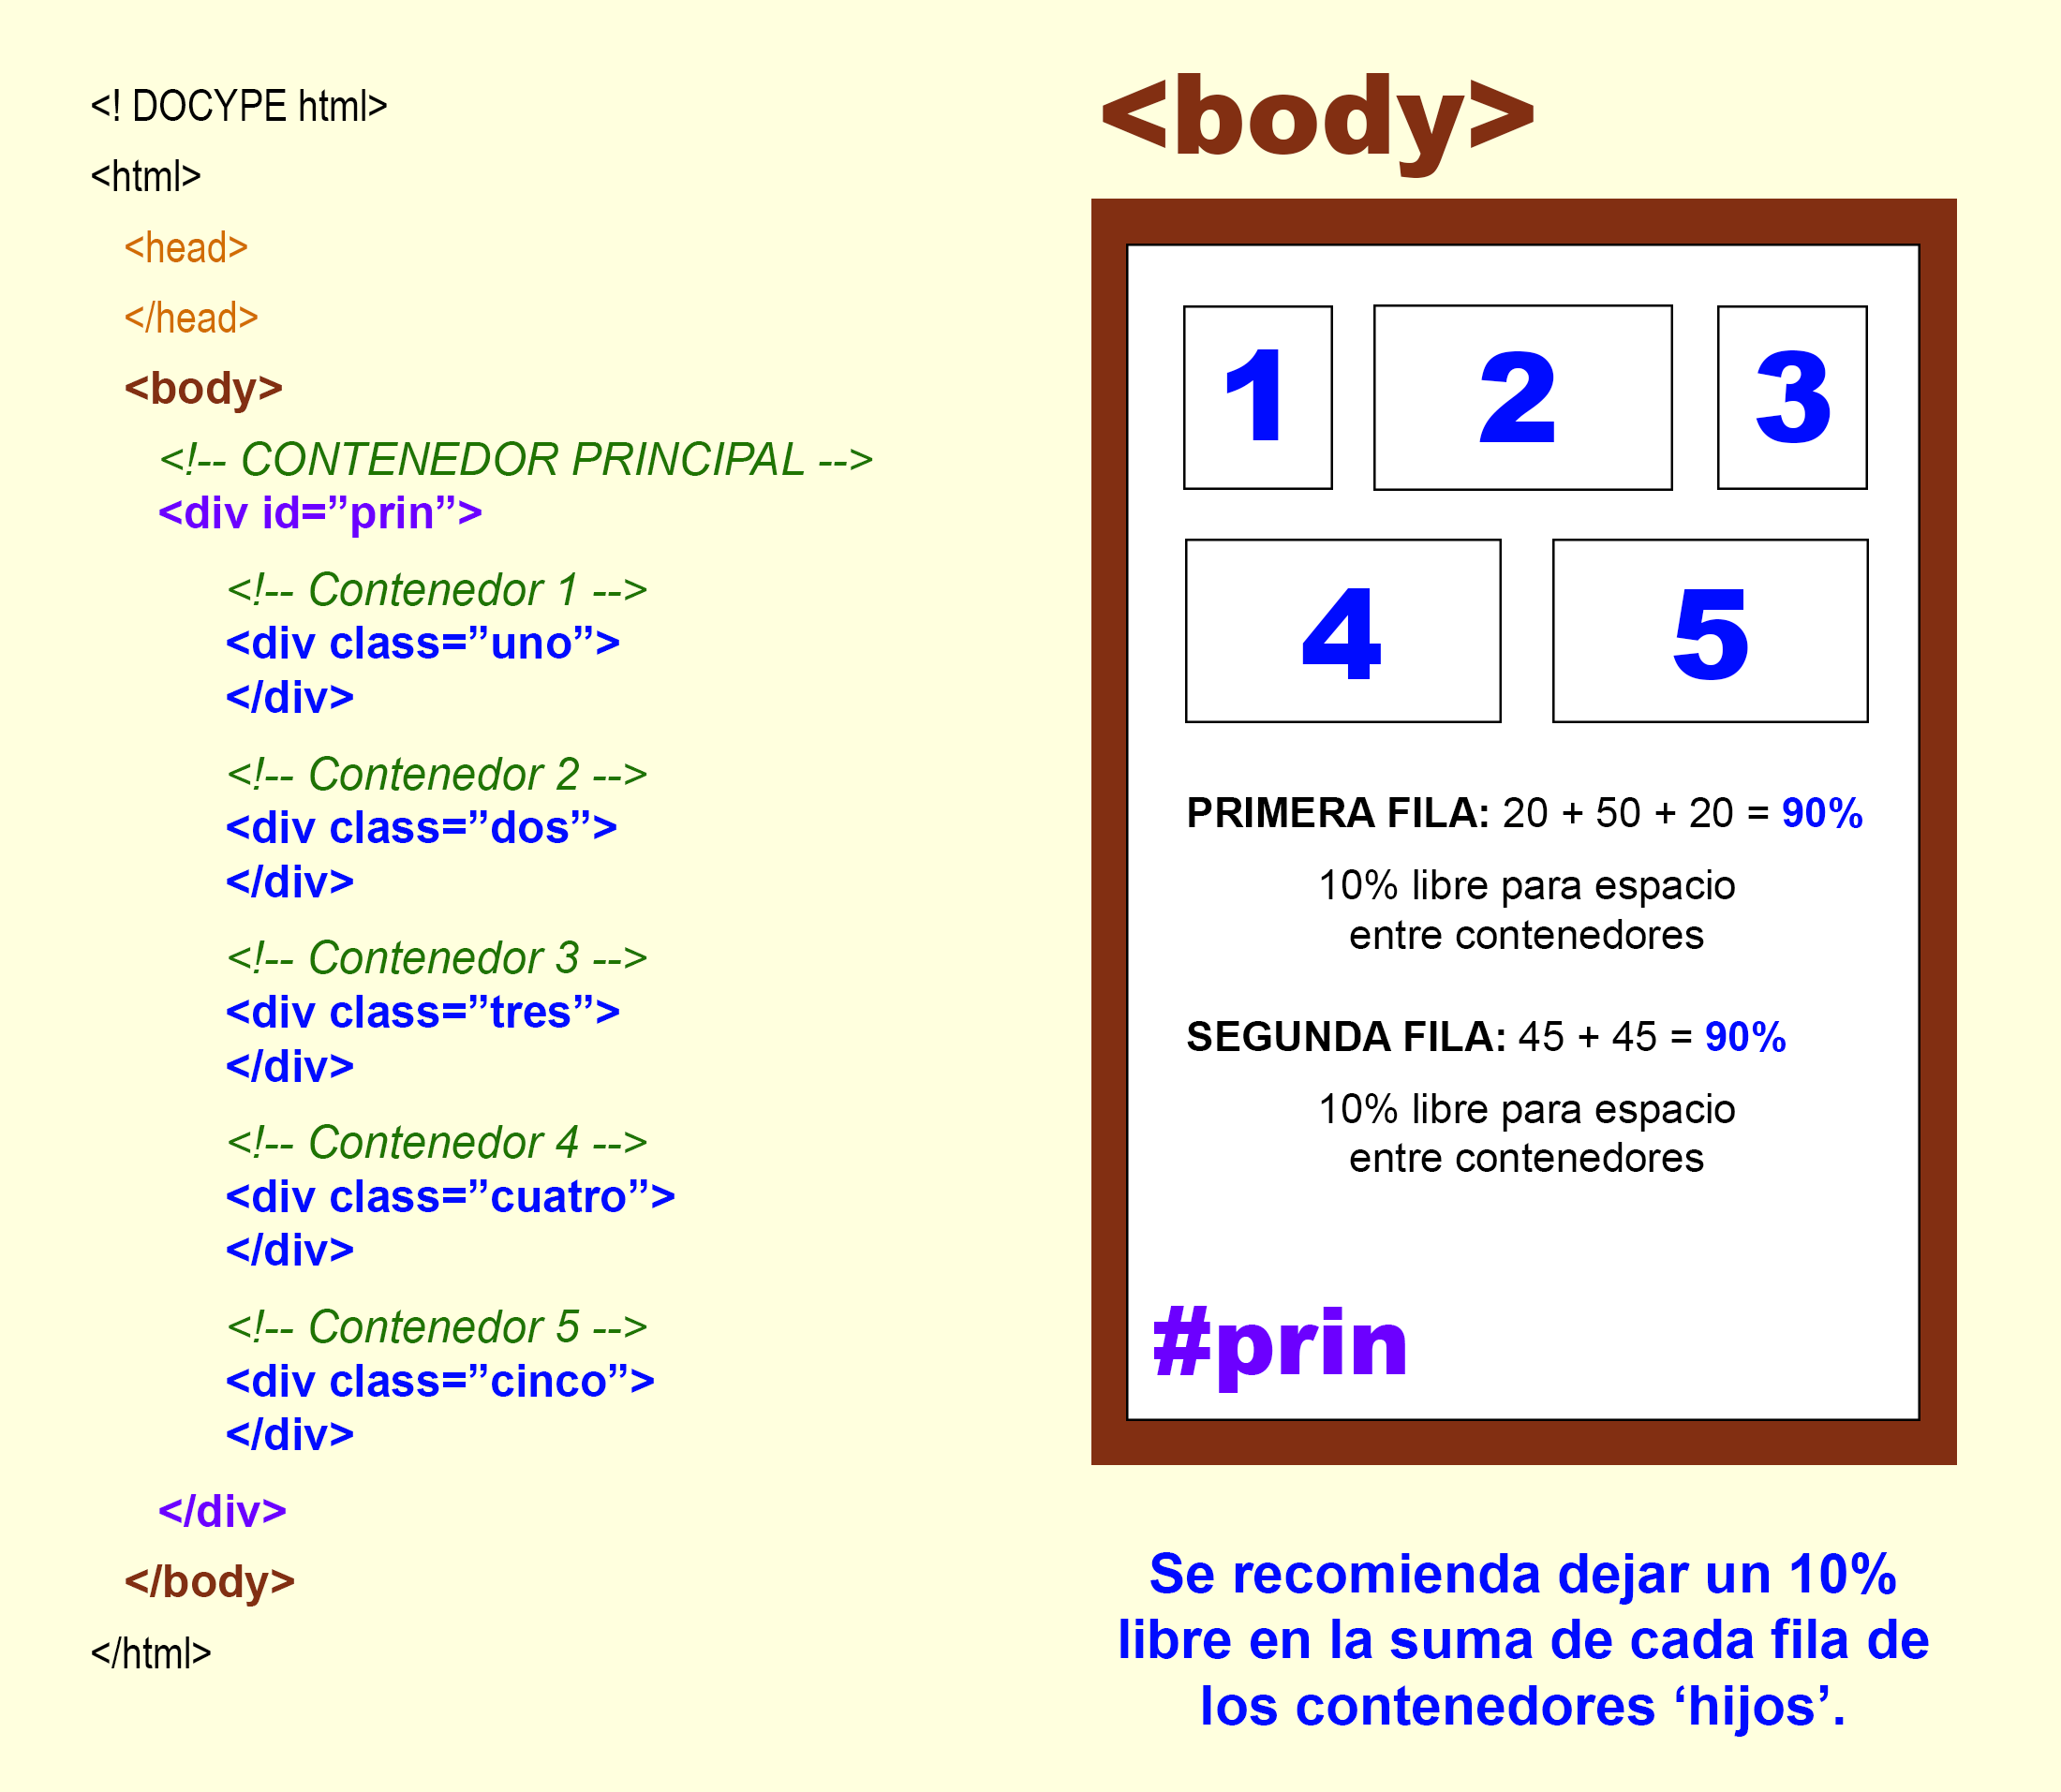 <! DOCYPE html>
<html>
<head>
</head>
<body>
<!-- CONTENEDOR PRINCIPAL -->
<div id=”prin”>
<!-- Contenedor 1 -->
<div class=”uno”>
</div>
<!-- Contenedor 2 -->
<div class=”dos”>
</div>
<!-- Contenedor 3 -->
<div class=”tres”>
</div>
<!-- Contenedor 4 -->
<div class=”cuatro”>
</div>
<!-- Contenedor 5 -->
<div class=”cinco”>
</div>
</div>
</body>
</html>
<body>
1 2 3
4 5
PRIMERA FILA: 20 + 50 + 20 = 90%
10% libre para espacio
entre contenedores
SEGUNDA FILA: 45 + 45 = 90%
10% libre para espacio
entre contenedores
#prin
Se recomienda dejar un 10%
libre en la suma de cada fila de
los contenedores ‘hijos’.